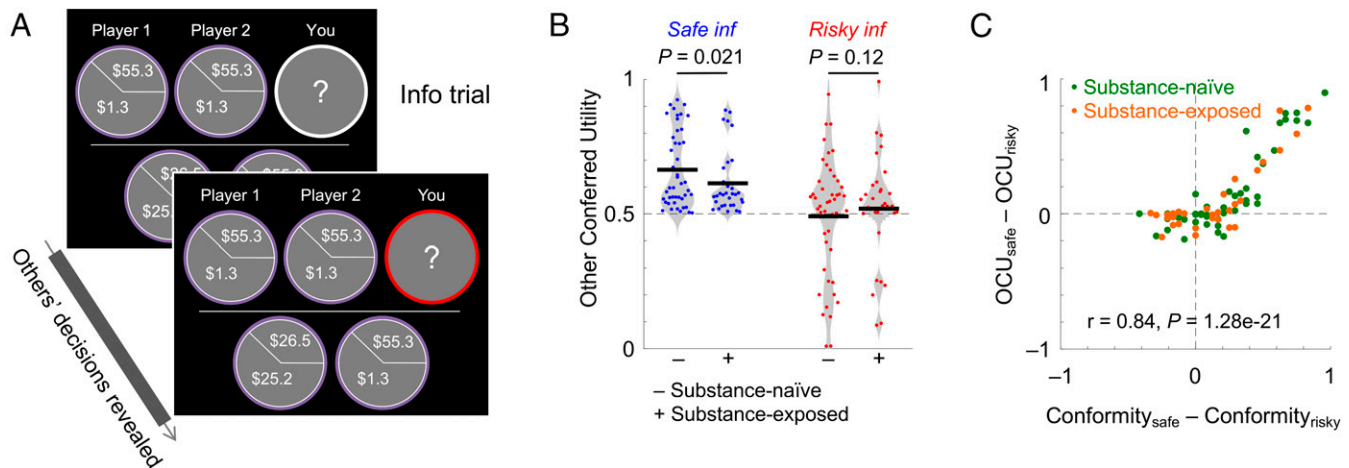 A
Player 1 Player 2 You
$55.3 $55.3
$1.3 $1.3
?
Info trial
Player 1 Player 2 You
$55.3 $55.3
$1.3 $1.3
?
$26.5 $55.3
$25.2 $1.3
Others' decisions revealed
B
Safe inf Risky inf
P = 0.021 P = 0.12
Other Conferred Utility
1
0.5
0
– + – +
– Substance-naïve
+ Substance-exposed
C
Substance-naïve
Substance-exposed
OCUsafe – OCUrisky
1
0
–1
r = 0.84, P = 1.28e-21
–1 0 1
Conformitysafe – Conformityrisky